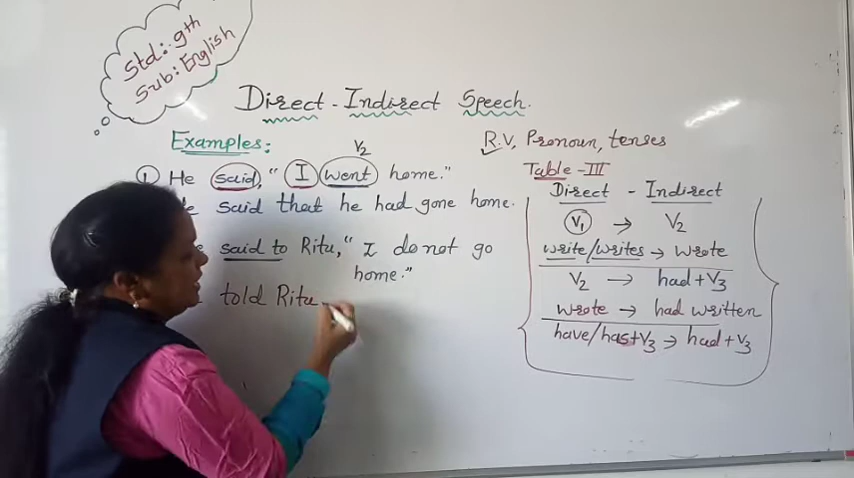 Std: 9th
Sub: English
Direct - Indirect Speech.
Examples:
V2
① He said, " I went home."
said that he had gone home.
said to Ritu, " I do not go
home."
told Ritu
R.V, Pronoun, tenses
Table - III
Direct - Indirect
V1 → V2
write/writes → wrote
V2 → had + V3
wrote → had written
have/has+V3 → had + V3